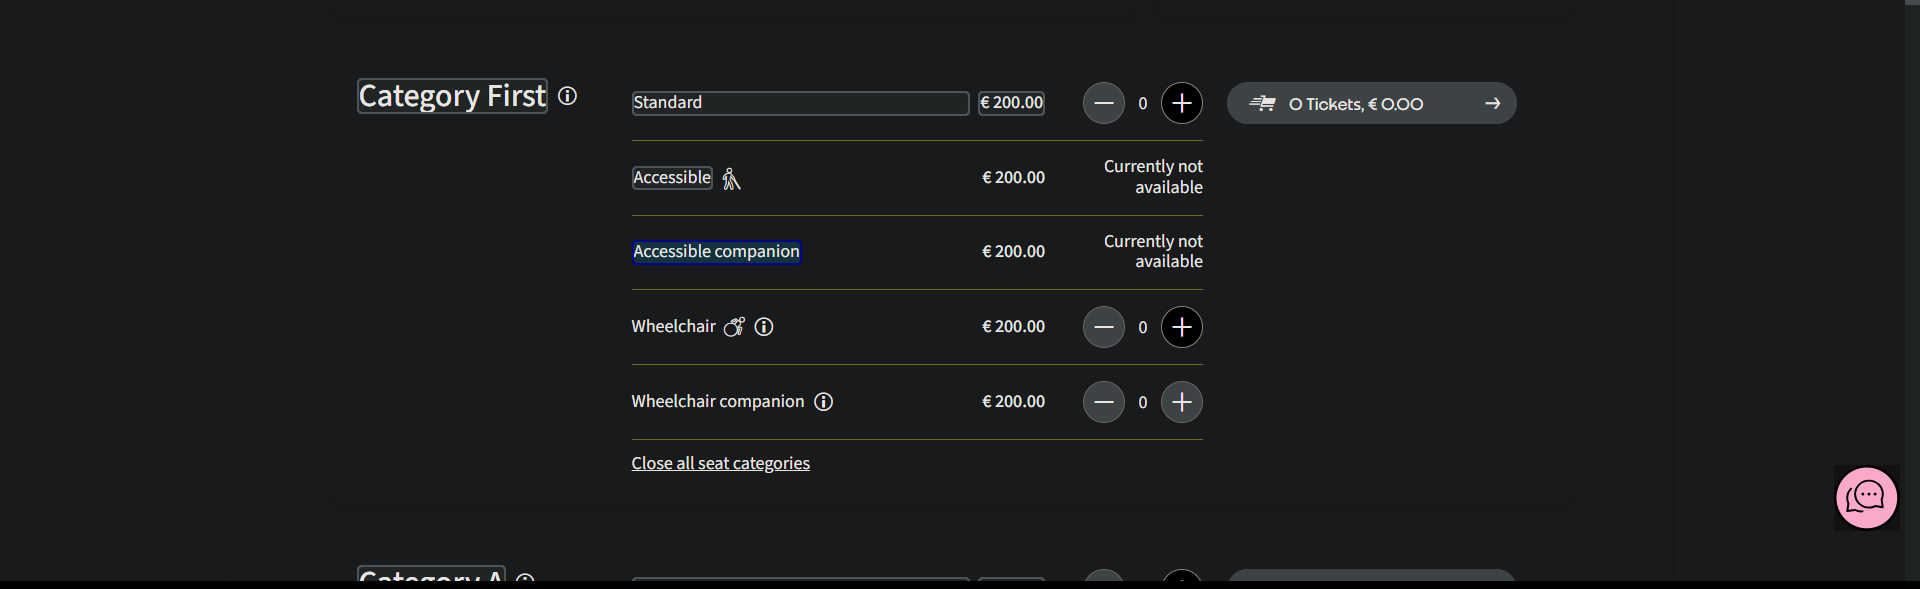 Category First
Standard € 200.00 0 0 Tickets, € 0.00
Accessible € 200.00 Currently not
available
Accessible companion € 200.00 Currently not
available
Wheelchair € 200.00 0
Wheelchair companion € 200.00 0
Close all seat categories
Category A